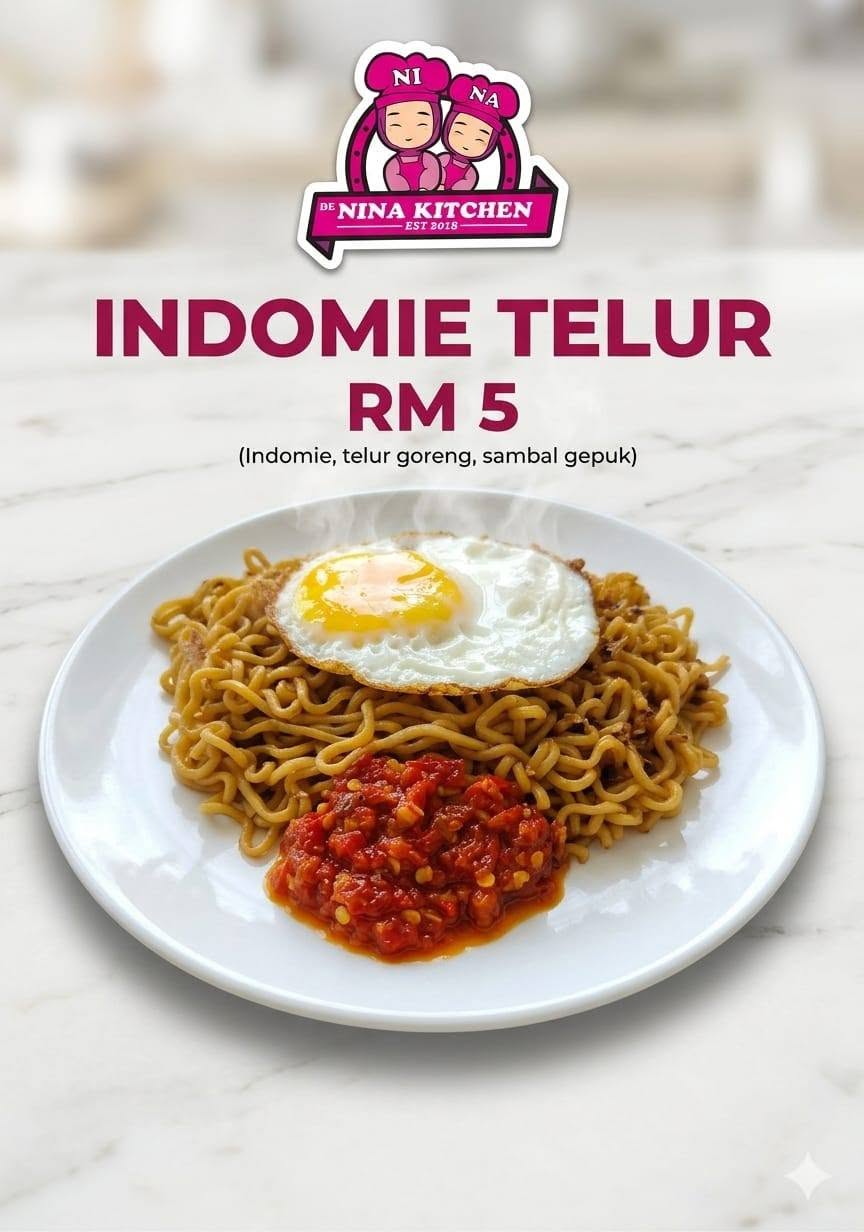 NI
NA
DE NINA KITCHEN
EST 2018
INDOMIE TELUR
RM 5
(Indomie, telur goreng, sambal gepuk)